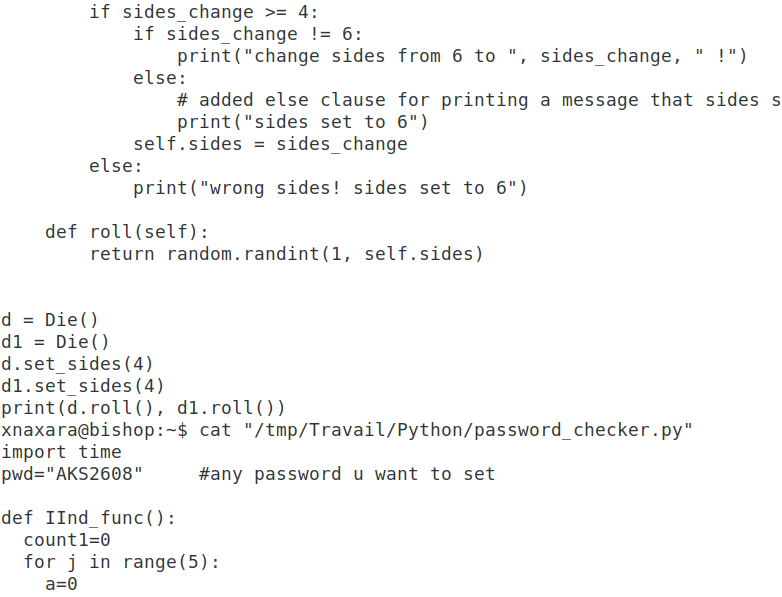 if sides_change >= 4:
            if sides_change != 6:
                print("change sides from 6 to ", sides_change, " !")
            else:
                # added else clause for printing a message that sides s
                print("sides set to 6")
            self.sides = sides_change
        else:
            print("wrong sides! sides set to 6")

    def roll(self):
        return random.randint(1, self.sides)


d = Die()
d1 = Die()
d.set_sides(4)
d1.set_sides(4)
print(d.roll(), d1.roll())
xnaxara@bishop:~$ cat "/tmp/Travail/Python/password_checker.py"
import time
pwd="AKS2608"     #any password u want to set

def IInd_func():
  count1=0
  for j in range(5):
    a=0